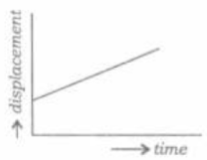 → displacement
→ time